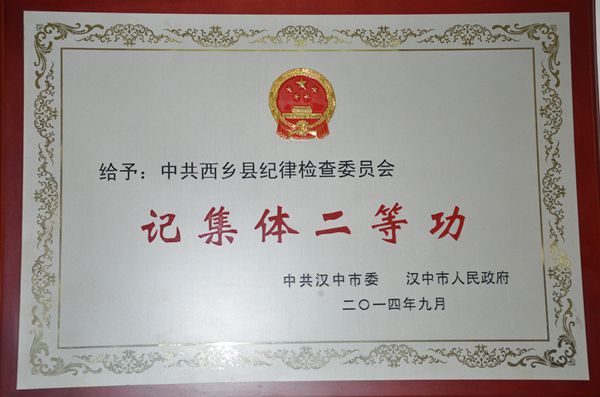 给予：中共西乡县纪律检查委员会
记集体二等功
中共汉中市委 汉中市人民政府
二〇一四年九月